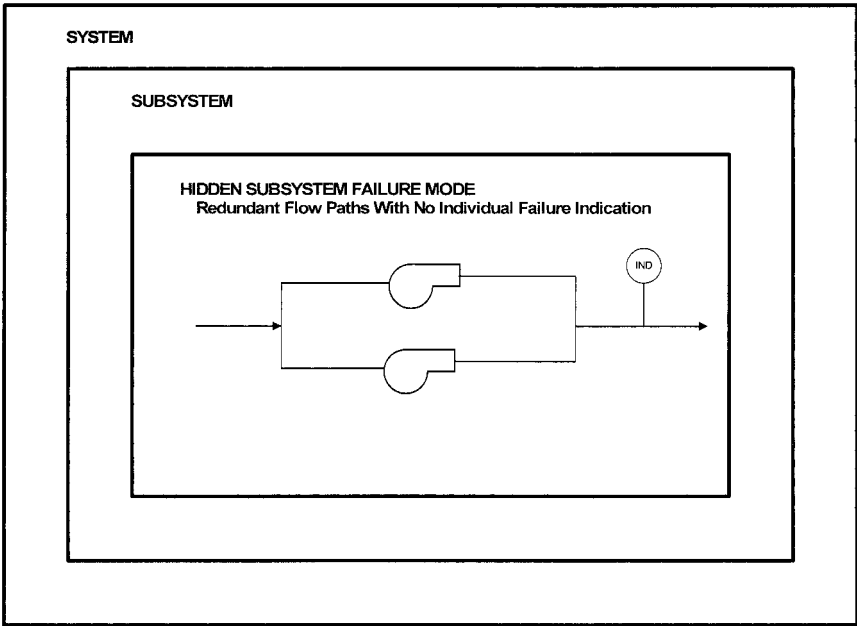 SYSTEM
SUBSYSTEM
HIDDEN SUBSYSTEM FAILURE MODE
Redundant Flow Paths With No Individual Failure Indication
IND